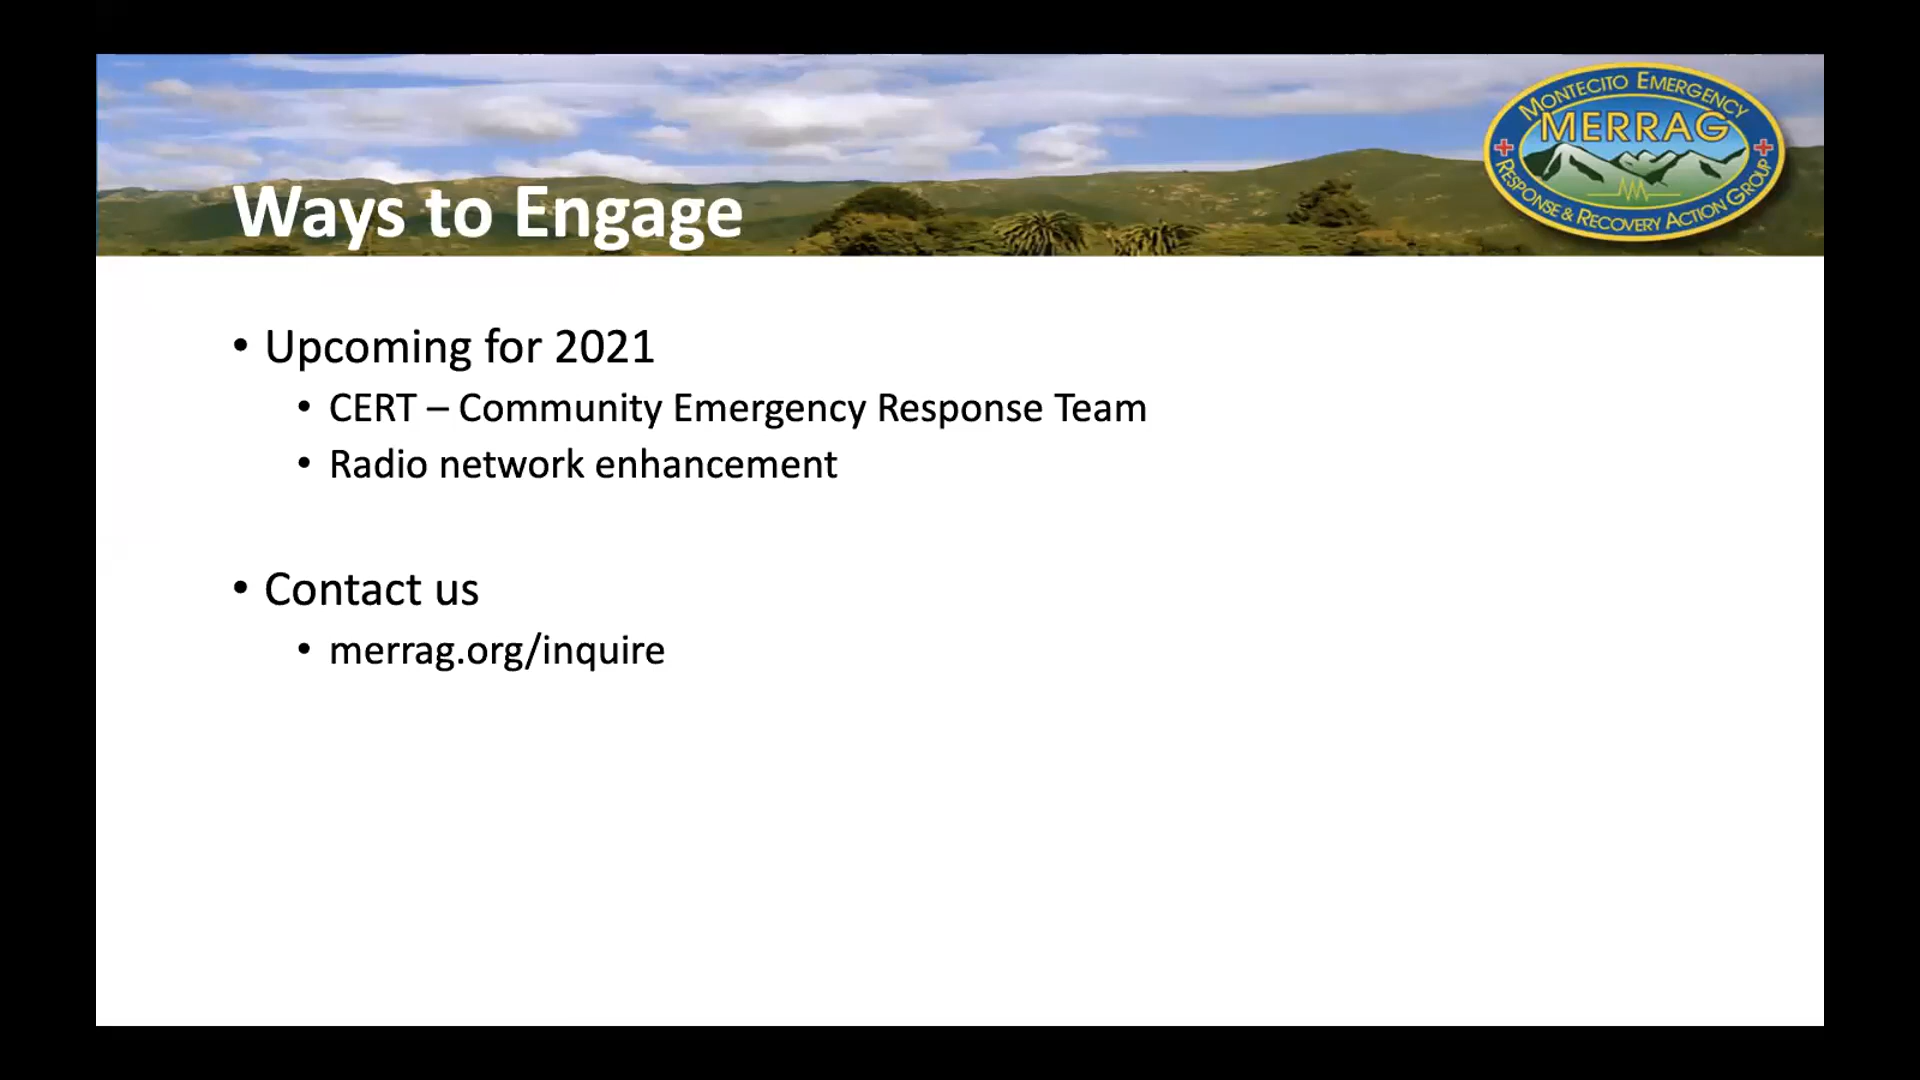 MONTECITO EMERGENCY
MERRAG
RESPONSE & RECOVERY ACTION GROUP
Ways to Engage
• Upcoming for 2021
• CERT – Community Emergency Response Team
• Radio network enhancement
• Contact us
• merrag.org/inquire